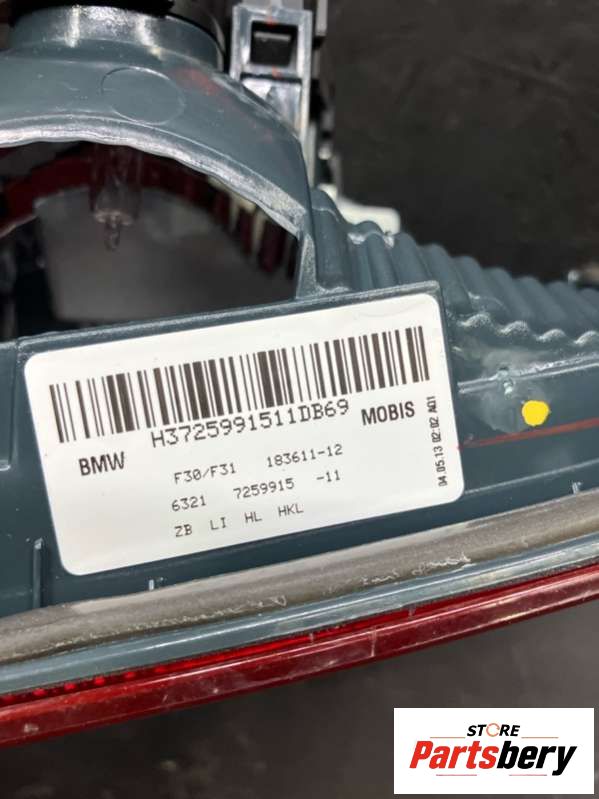 H3725991511DB69
BMW
MOBIS
04.05.13 02:02 A01
F30/F31 183611-12
6321 7259915 -11
ZB LI HL HKL
STORE
Partsbery